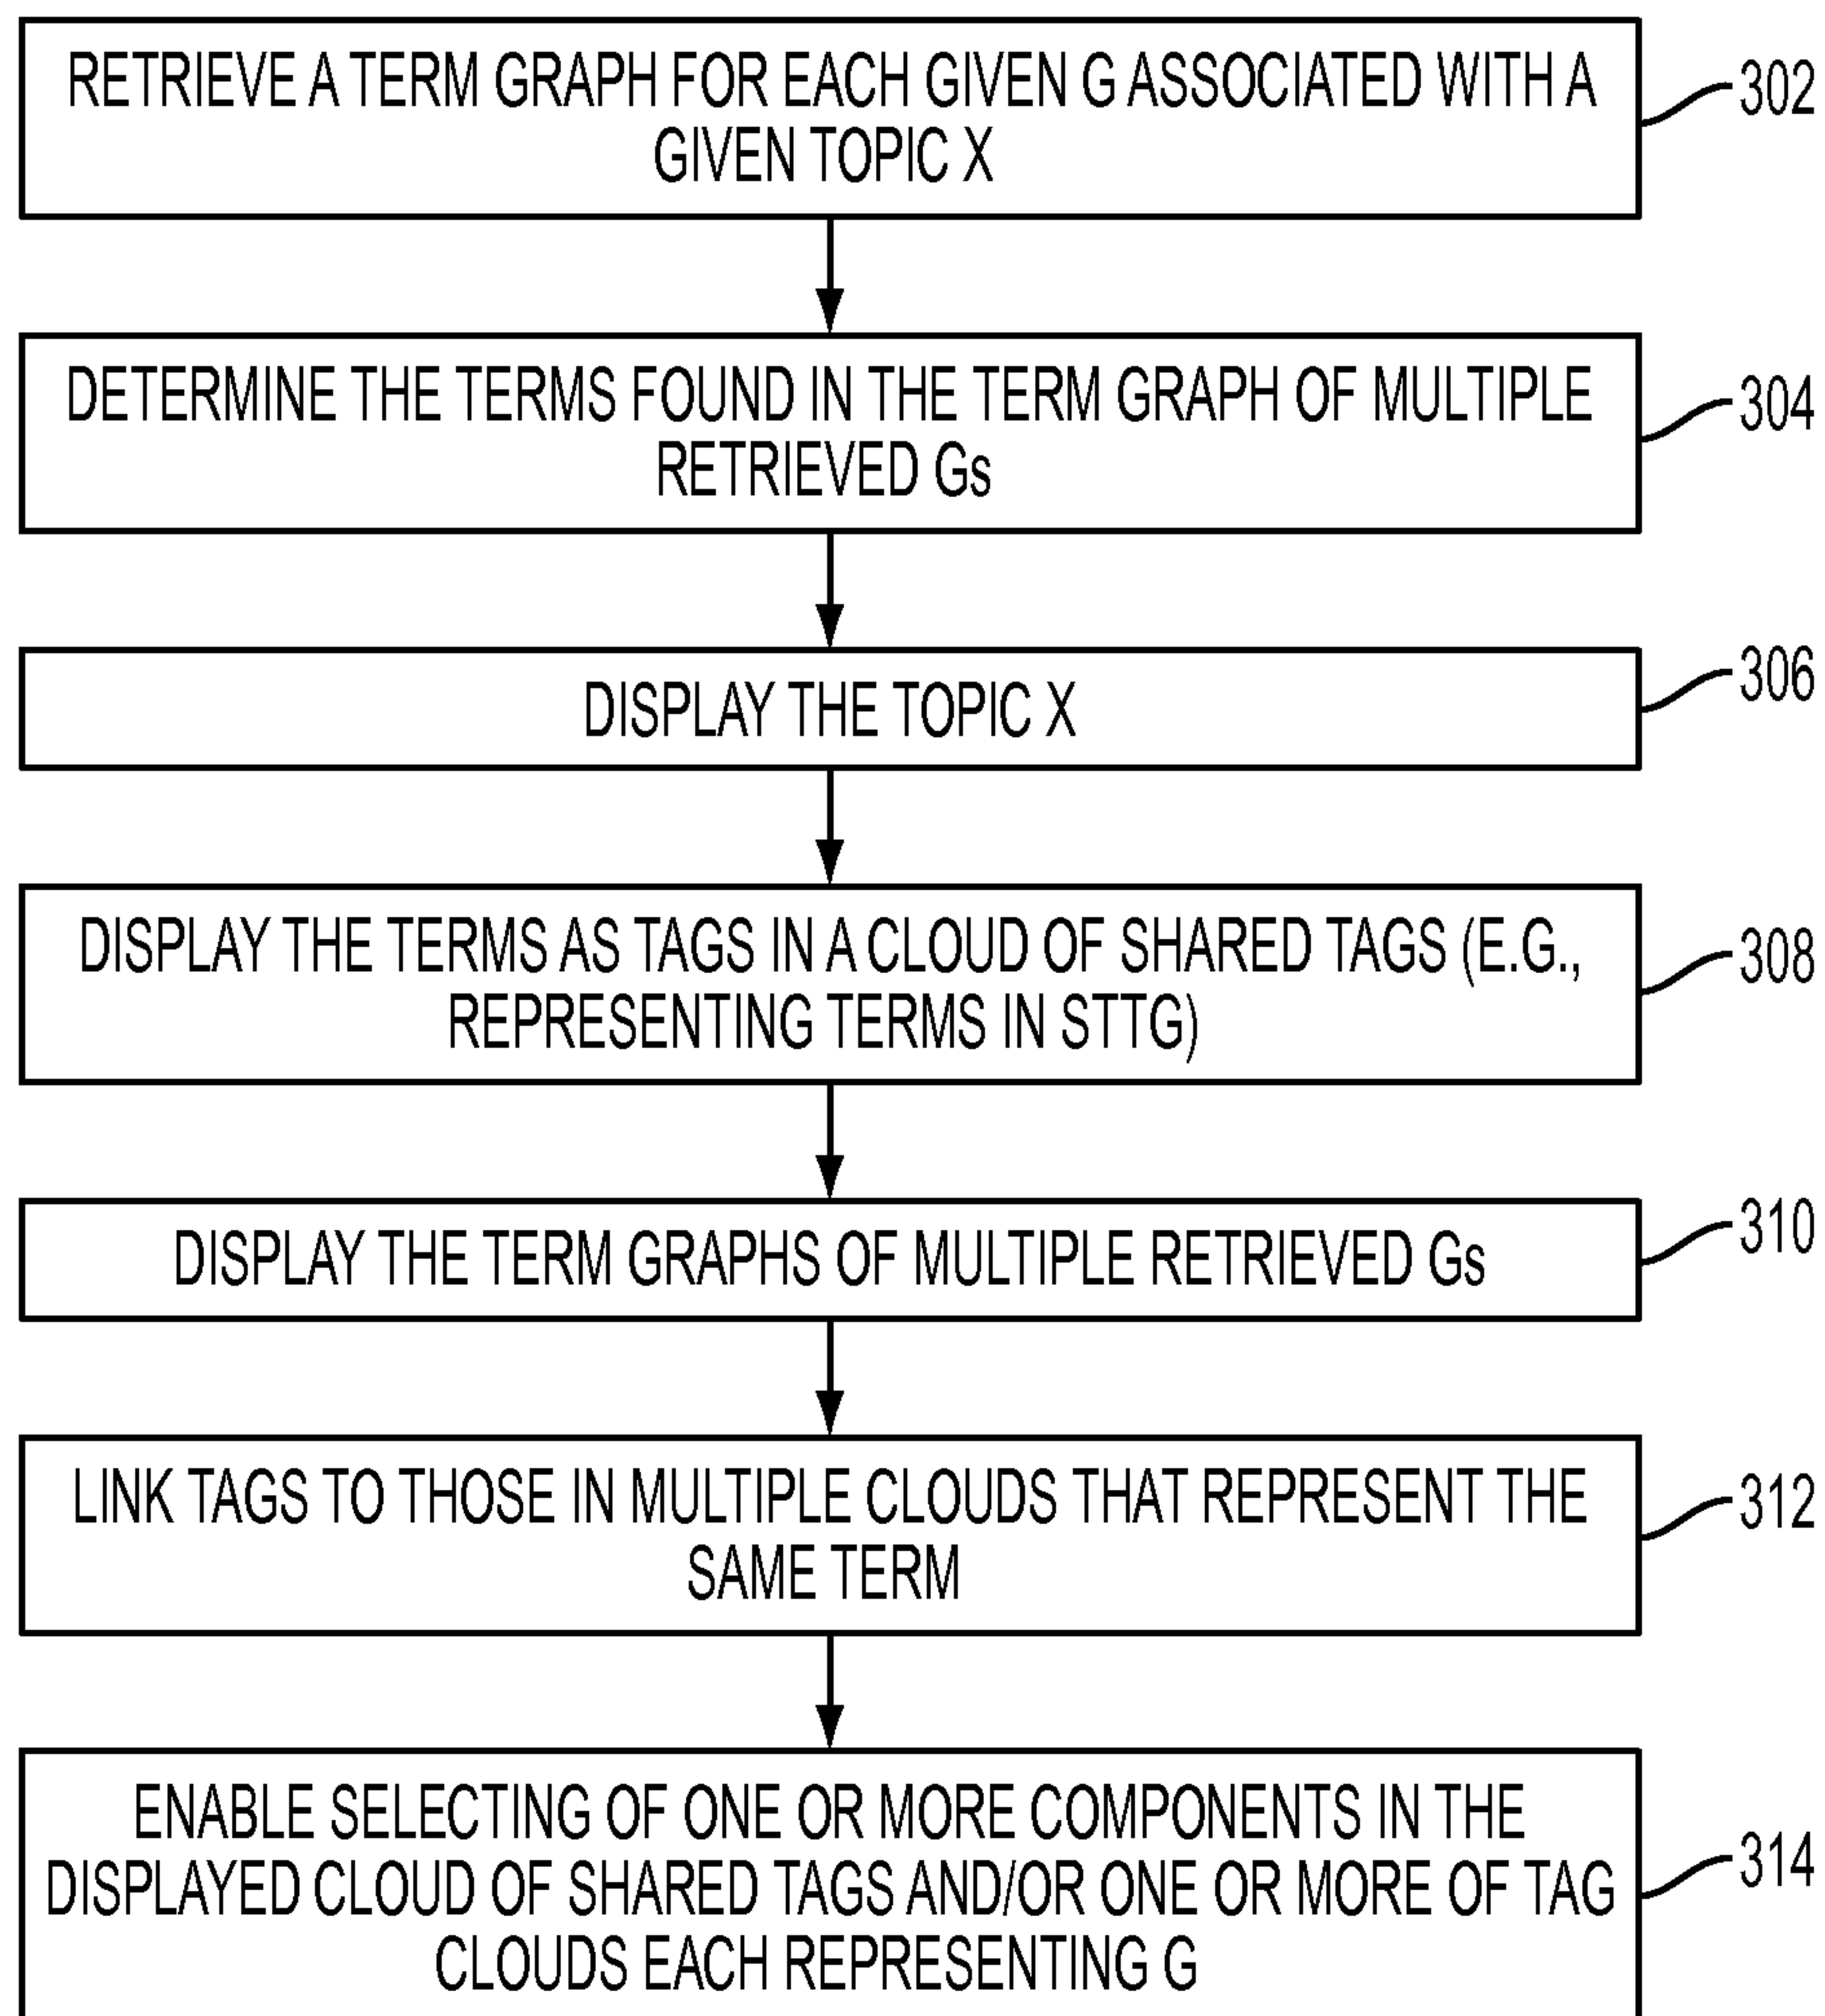 RETRIEVE A TERM GRAPH FOR EACH GIVEN G ASSOCIATED WITH A
GIVEN TOPIC X
302
DETERMINE THE TERMS FOUND IN THE TERM GRAPH OF MULTIPLE
RETRIEVED Gs
304
DISPLAY THE TOPIC X
306
DISPLAY THE TERMS AS TAGS IN A CLOUD OF SHARED TAGS (E.G.,
REPRESENTING TERMS IN STTG)
308
DISPLAY THE TERM GRAPHS OF MULTIPLE RETRIEVED Gs
310
LINK TAGS TO THOSE IN MULTIPLE CLOUDS THAT REPRESENT THE
SAME TERM
312
ENABLE SELECTING OF ONE OR MORE COMPONENTS IN THE
DISPLAYED CLOUD OF SHARED TAGS AND/OR ONE OR MORE OF TAG
CLOUDS EACH REPRESENTING G
314